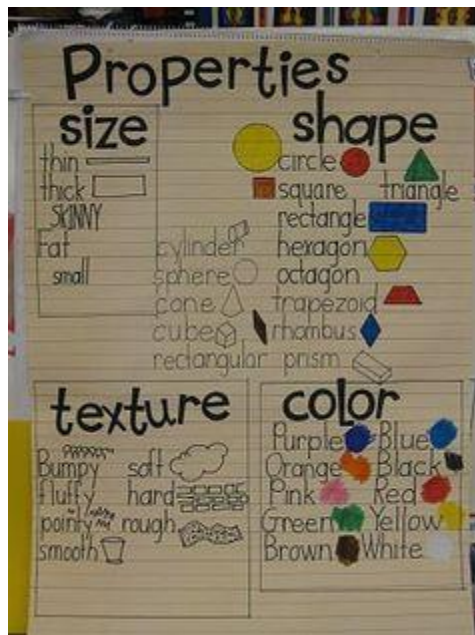 Properties
size
thin
thick
SKINNY
Fat
small
shape
circle
square triangle
rectangle
cylinder hexagon
sphere octagon
cone trapezoid
cube rhombus
rectangular prism
texture
Bumpy soft
fluffy hard
pointy rough
smooth
color
Purple Blue
Orange Black
Pink Red
Green Yellow
Brown White